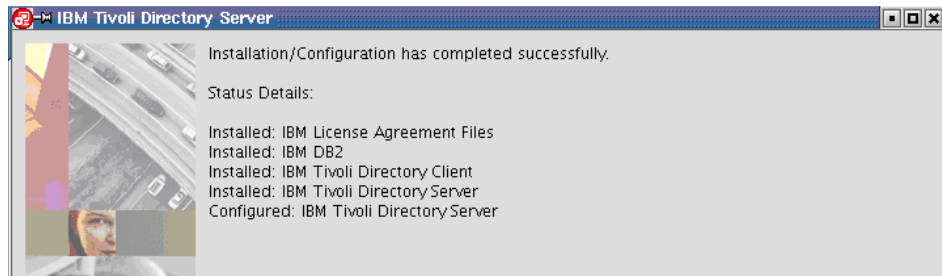 IBM Tivoli Directory Server
Installation/Configuration has completed successfully.
Status Details:
Installed: IBM License Agreement Files
Installed: IBM DB2
Installed: IBM Tivoli Directory Client
Installed: IBM Tivoli Directory Server
Configured: IBM Tivoli Directory Server